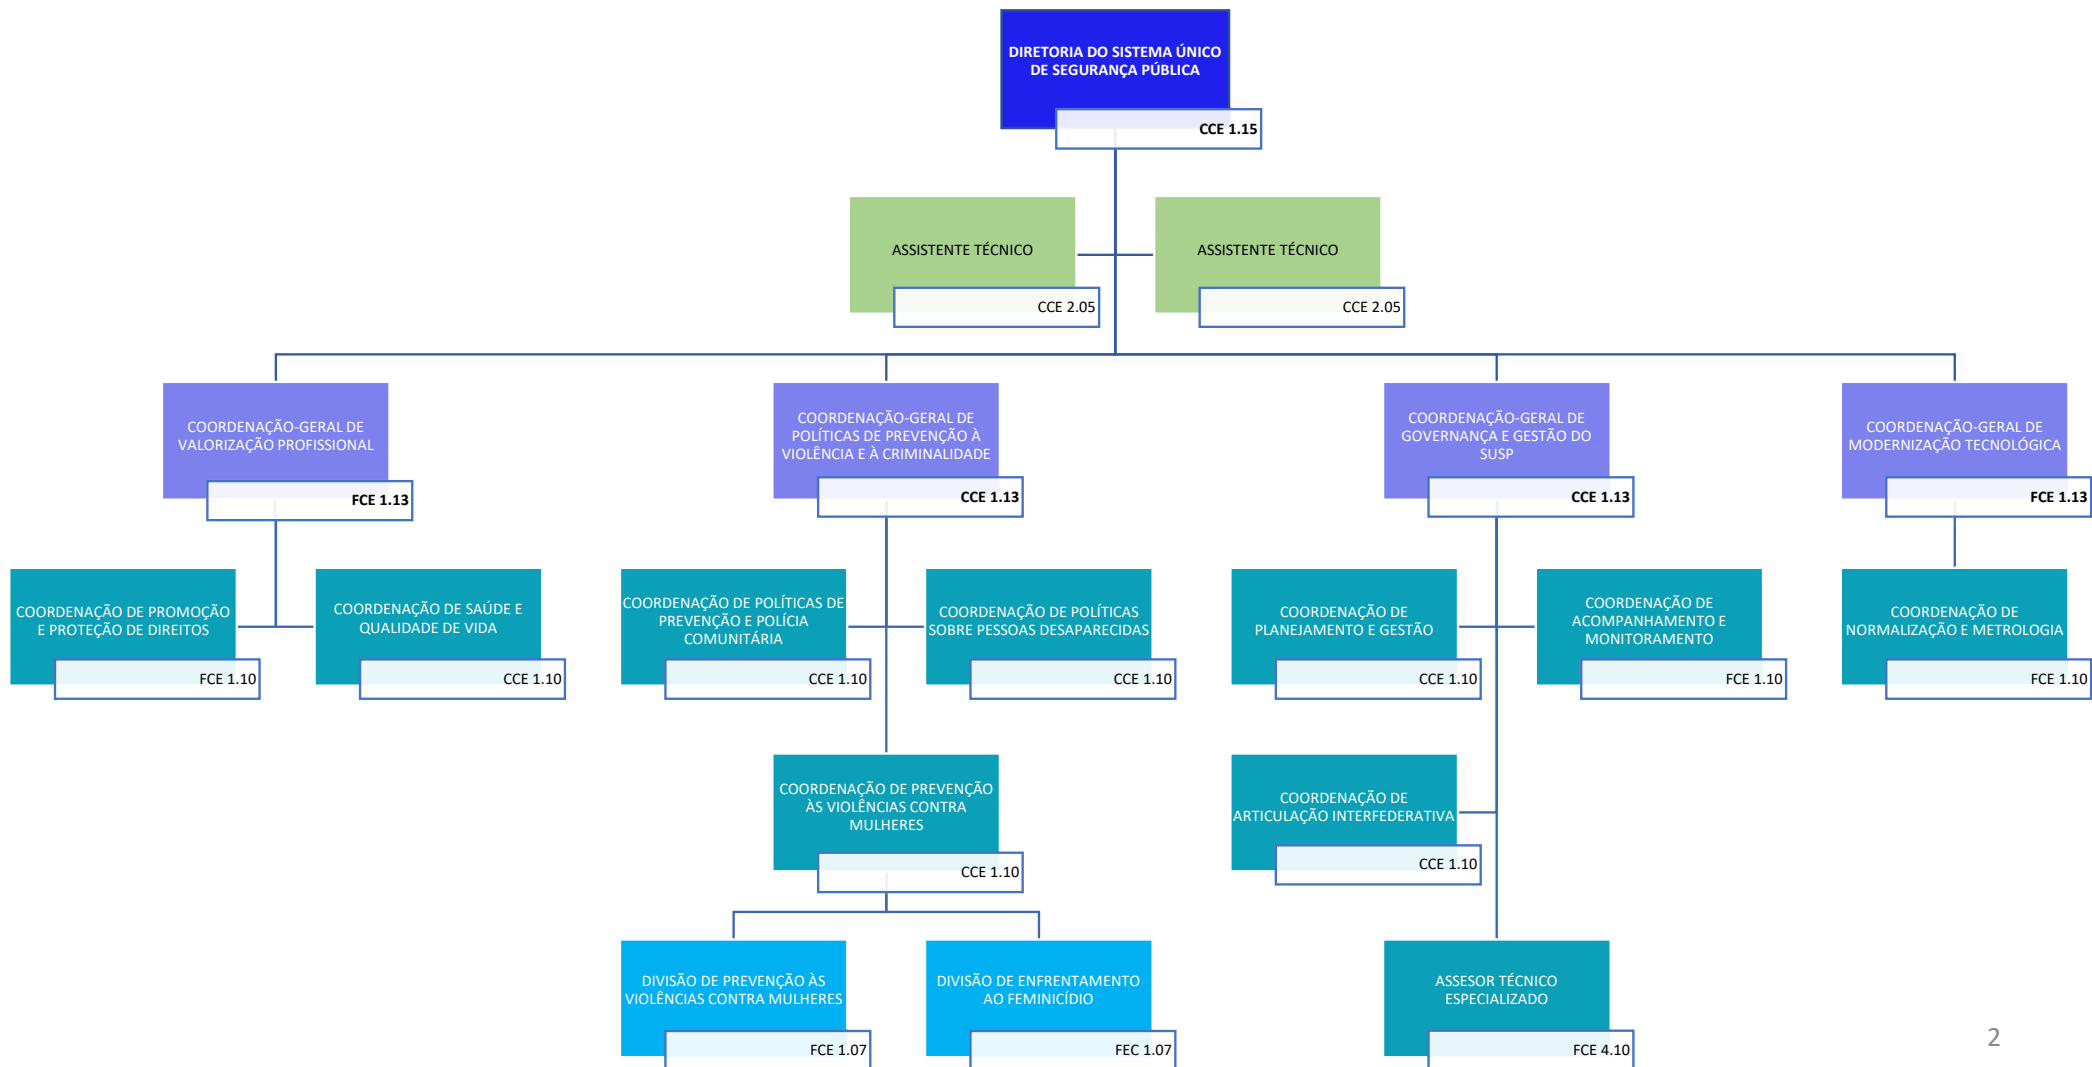 DIRETORIA DO SISTEMA ÚNICO
DE SEGURANÇA PÚBLICA
CCE 1.15
ASSISTENTE TÉCNICO
CCE 2.05
ASSISTENTE TÉCNICO
CCE 2.05
COORDENAÇÃO-GERAL DE
VALORIZAÇÃO PROFISSIONAL
FCE 1.13
COORDENAÇÃO-GERAL DE
POLÍTICAS DE PREVENÇÃO À
VIOLÊNCIA E À CRIMINALIDADE
CCE 1.13
COORDENAÇÃO-GERAL DE
GOVERNANÇA E GESTÃO DO
SUSP
CCE 1.13
COORDENAÇÃO-GERAL DE
MODERNIZAÇÃO TECNOLÓGICA
FCE 1.13
COORDENAÇÃO DE PROMOÇÃO
E PROTEÇÃO DE DIREITOS
FCE 1.10
COORDENAÇÃO DE SAÚDE E
QUALIDADE DE VIDA
CCE 1.10
COORDENAÇÃO DE POLÍTICAS DE
PREVENÇÃO E POLÍCIA
COMUNITÁRIA
CCE 1.10
COORDENAÇÃO DE POLÍTICAS
SOBRE PESSOAS DESAPARECIDAS
CCE 1.10
COORDENAÇÃO DE
PLANEJAMENTO E GESTÃO
CCE 1.10
COORDENAÇÃO DE
ACOMPANHAMENTO E
MONITORAMENTO
FCE 1.10
COORDENAÇÃO DE
NORMALIZAÇÃO E METROLOGIA
FCE 1.10
COORDENAÇÃO DE PREVENÇÃO
ÀS VIOLÊNCIAS CONTRA
MULHERES
CCE 1.10
COORDENAÇÃO DE
ARTICULAÇÃO INTERFEDERATIVA
CCE 1.10
DIVISÃO DE PREVENÇÃO ÀS
VIOLÊNCIAS CONTRA MULHERES
FCE 1.07
DIVISÃO DE ENFRENTAMENTO
AO FEMINICÍDIO
FEC 1.07
ASSESOR TÉCNICO
ESPECIALIZADO
FCE 4.10
2